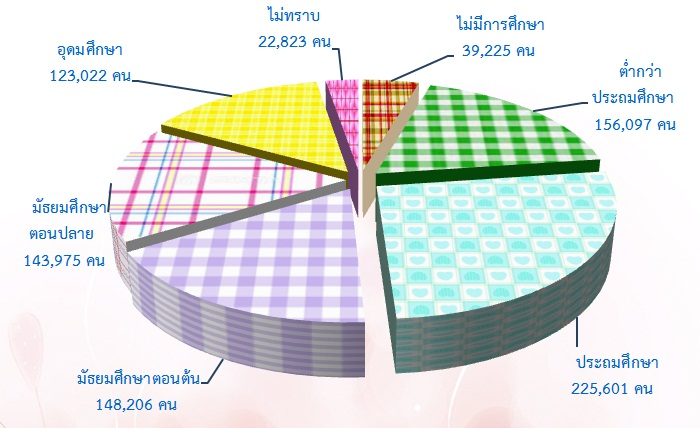 ไม่ทราบ
22,823 คน
ไม่มีการศึกษา
39,225 คน
อุดมศึกษา
123,022 คน
ต่ำกว่า
ประถมศึกษา
156,097 คน
มัธยมศึกษา
ตอนปลาย
143,975 คน
ประถมศึกษา
225,601 คน
มัธยมศึกษาตอนต้น
148,206 คน